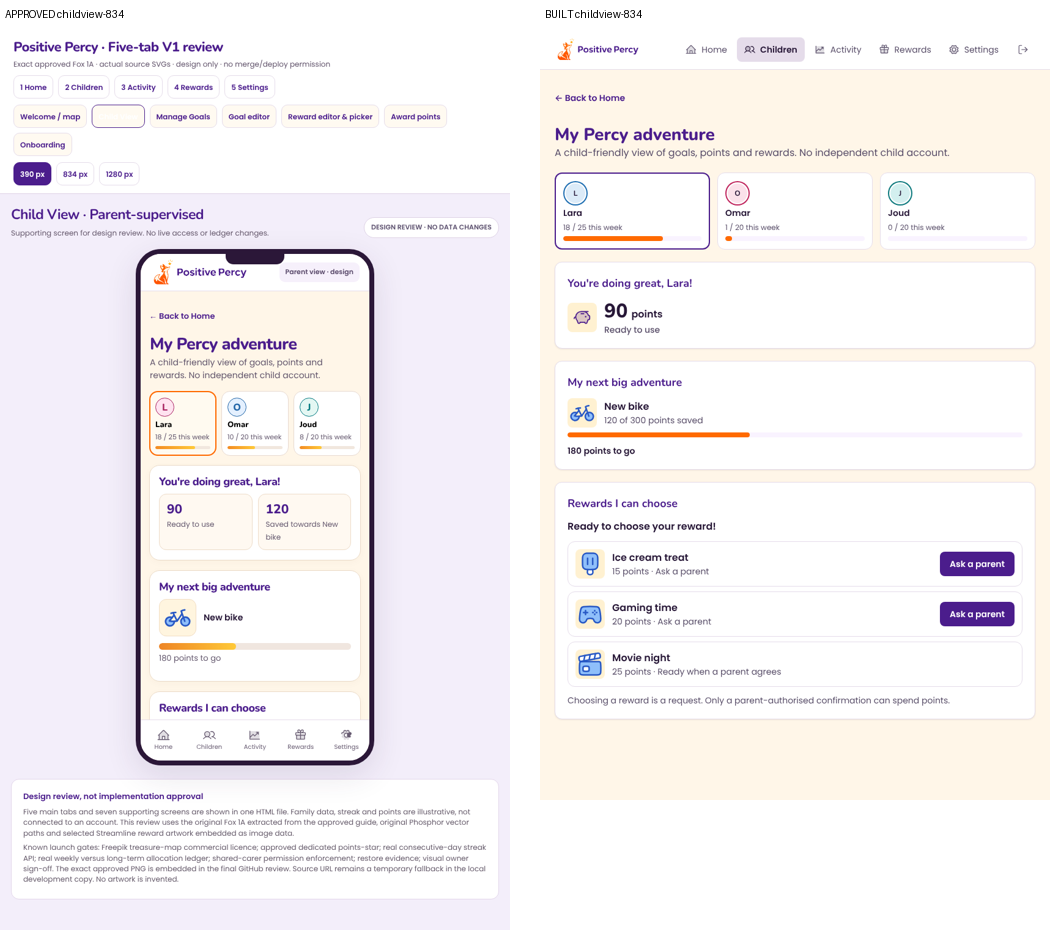 APPROVED childview-834
Positive Percy · Five-tab V1 review
Exact approved Fox 1A · actual source SVGs · design only · no merge/deploy permission
1 Home
2 Children
3 Activity
4 Rewards
5 Settings
Welcome / map
Manage Goals
Goal editor
Reward editor & picker
Award points
Onboarding
390 px
834 px
1280 px
Child View · Parent-supervised
Supporting screen for design review. No live access or ledger changes.
DESIGN REVIEW · NO DATA CHANGES
Positive Percy
Parent view · design
← Back to Home
My Percy adventure
A child-friendly view of goals, points and
rewards. No independent child account.
L
Lara
18 / 25 this week
O
Omar
10 / 20 this week
J
Joud
8 / 20 this week
You're doing great, Lara!
90
Ready to use
120
Saved towards New
bike
My next big adventure
New bike
180 points to go
Rewards I can choose
Home
Children
Activity
Rewards
Settings
Design review, not implementation approval
Five main tabs and seven supporting screens are shown in one HTML file. Family data, streak and points are illustrative, not
connected to an account. This review uses the original Fox 1A extracted from the approved guide, original Phosphor vector
paths and selected Streamline reward artwork embedded as image data.
Known launch gates: Freepik treasure-map commercial licence; approved dedicated points-star; real consecutive-day streak
API; real weekly versus long-term allocation ledger; shared-carer permission enforcement; restore evidence; visual owner
sign-off. The exact approved PNG is embedded in the final GitHub review. Source URL remains a temporary fallback in the local
development copy. No artwork is invented.
BUILT childview-834
Positive Percy
Home
Children
Activity
Rewards
Settings
← Back to Home
My Percy adventure
A child-friendly view of goals, points and rewards. No independent child account.
L
Lara
18 / 25 this week
O
Omar
1 / 20 this week
J
Joud
0 / 20 this week
You're doing great, Lara!
90 points
Ready to use
My next big adventure
New bike
120 of 300 points saved
180 points to go
Rewards I can choose
Ready to choose your reward!
Ice cream treat
15 points · Ask a parent
Ask a parent
Gaming time
20 points · Ask a parent
Ask a parent
Movie night
25 points · Ready when a parent agrees
Choosing a reward is a request. Only a parent-authorised confirmation can spend points.